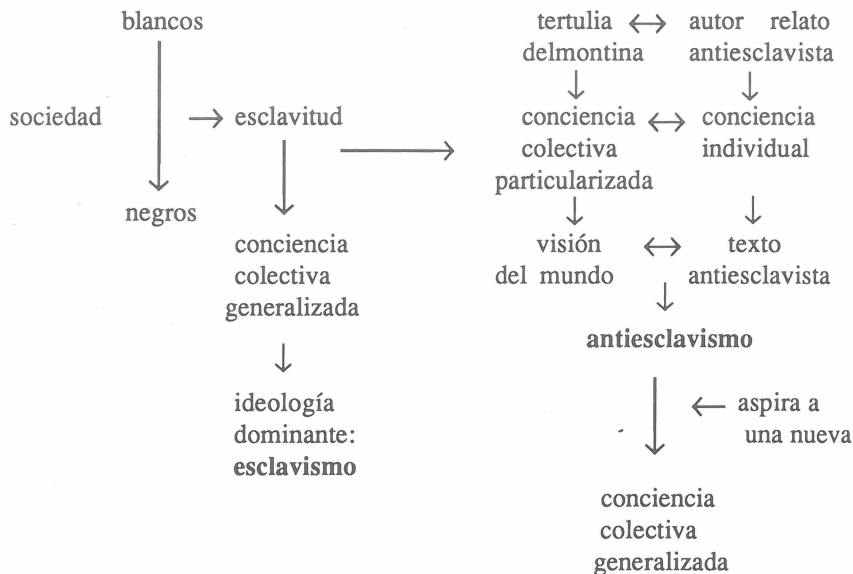 blancos
sociedad
esclavitud
negros
conciencia
colectiva
generalizada
ideología
dominante:
esclavismo
tertulia
delmontina
autor relato
antiesclavista
conciencia
colectiva
particularizada
conciencia
individual
visión
del mundo
texto
antiesclavista
antiesclavismo
aspira a
una nueva
conciencia
colectiva
generalizada